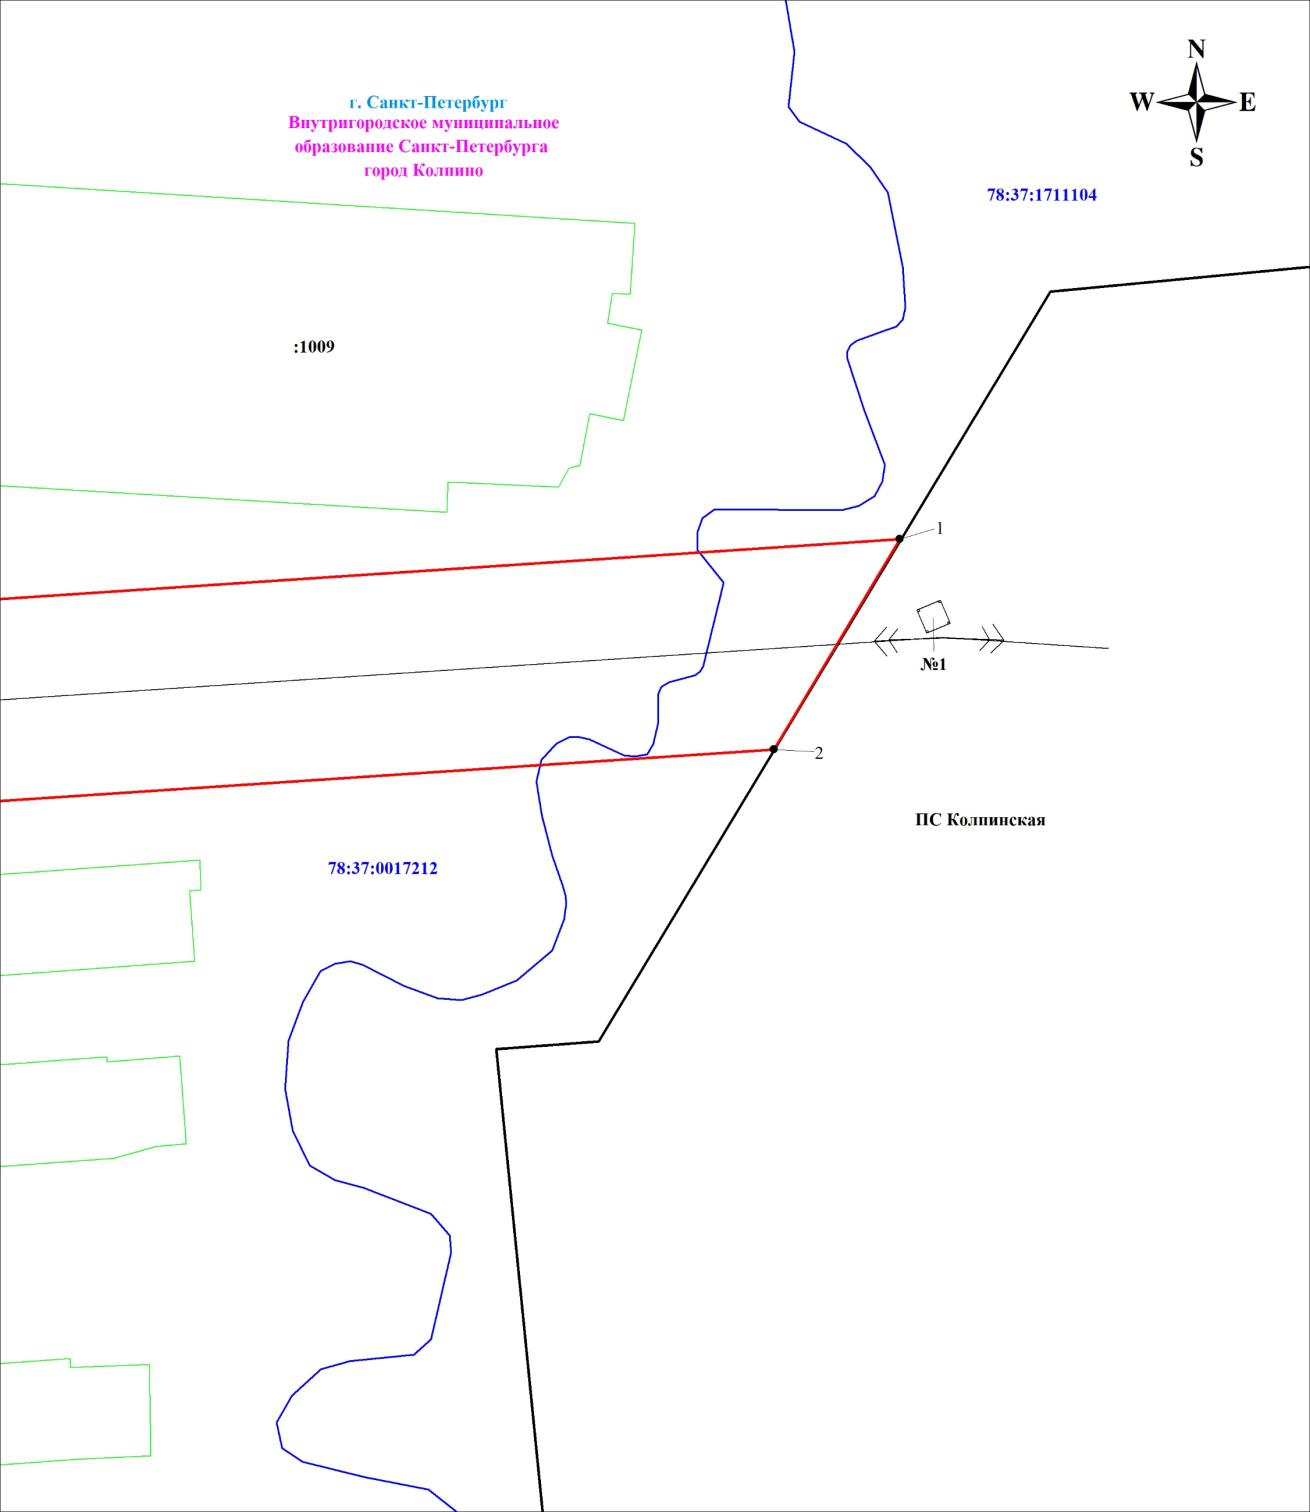 N
W E
S
г. Санкт-Петербург
Внутригородское муниципальное
образование Санкт-Петербурга
город Колпино
78:37:1711104
:1009
1
№1
2
ПС Колпинская
78:37:0017212